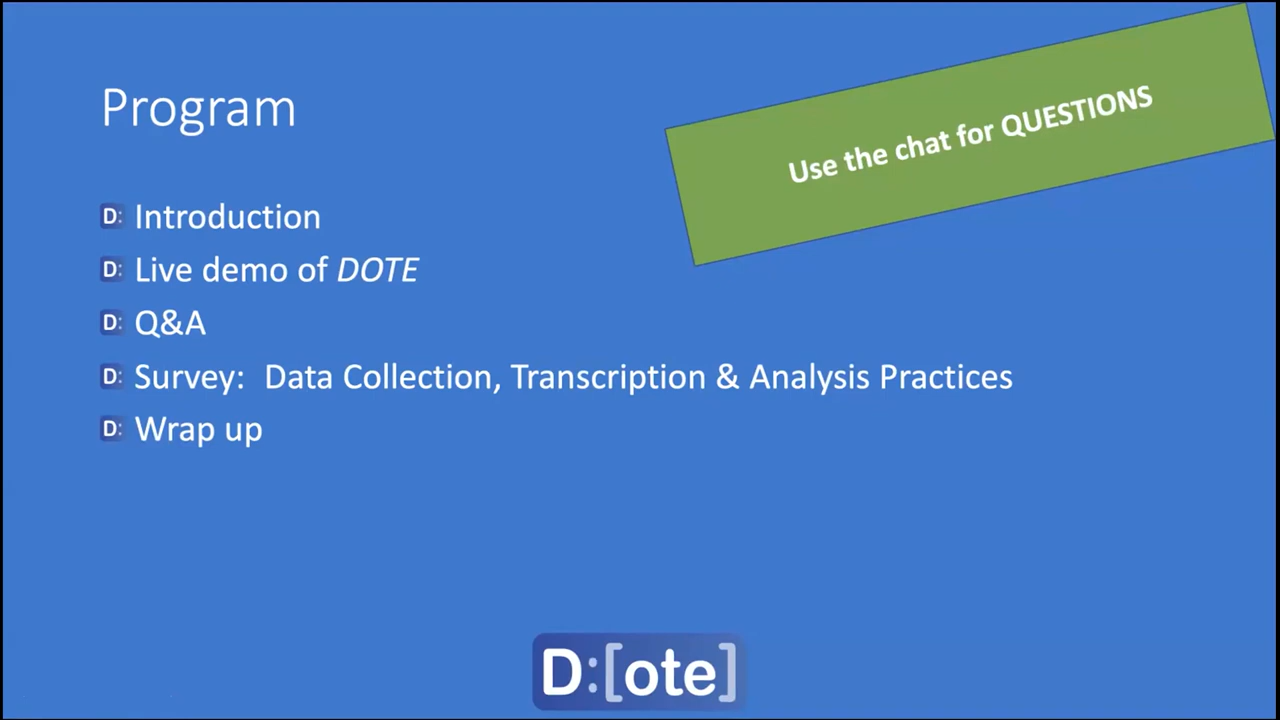 Program
Use the chat for QUESTIONS
D: Introduction
D: Live demo of DOTE
D: Q&A
D: Survey: Data Collection, Transcription & Analysis Practices
D: Wrap up
D:[ote]